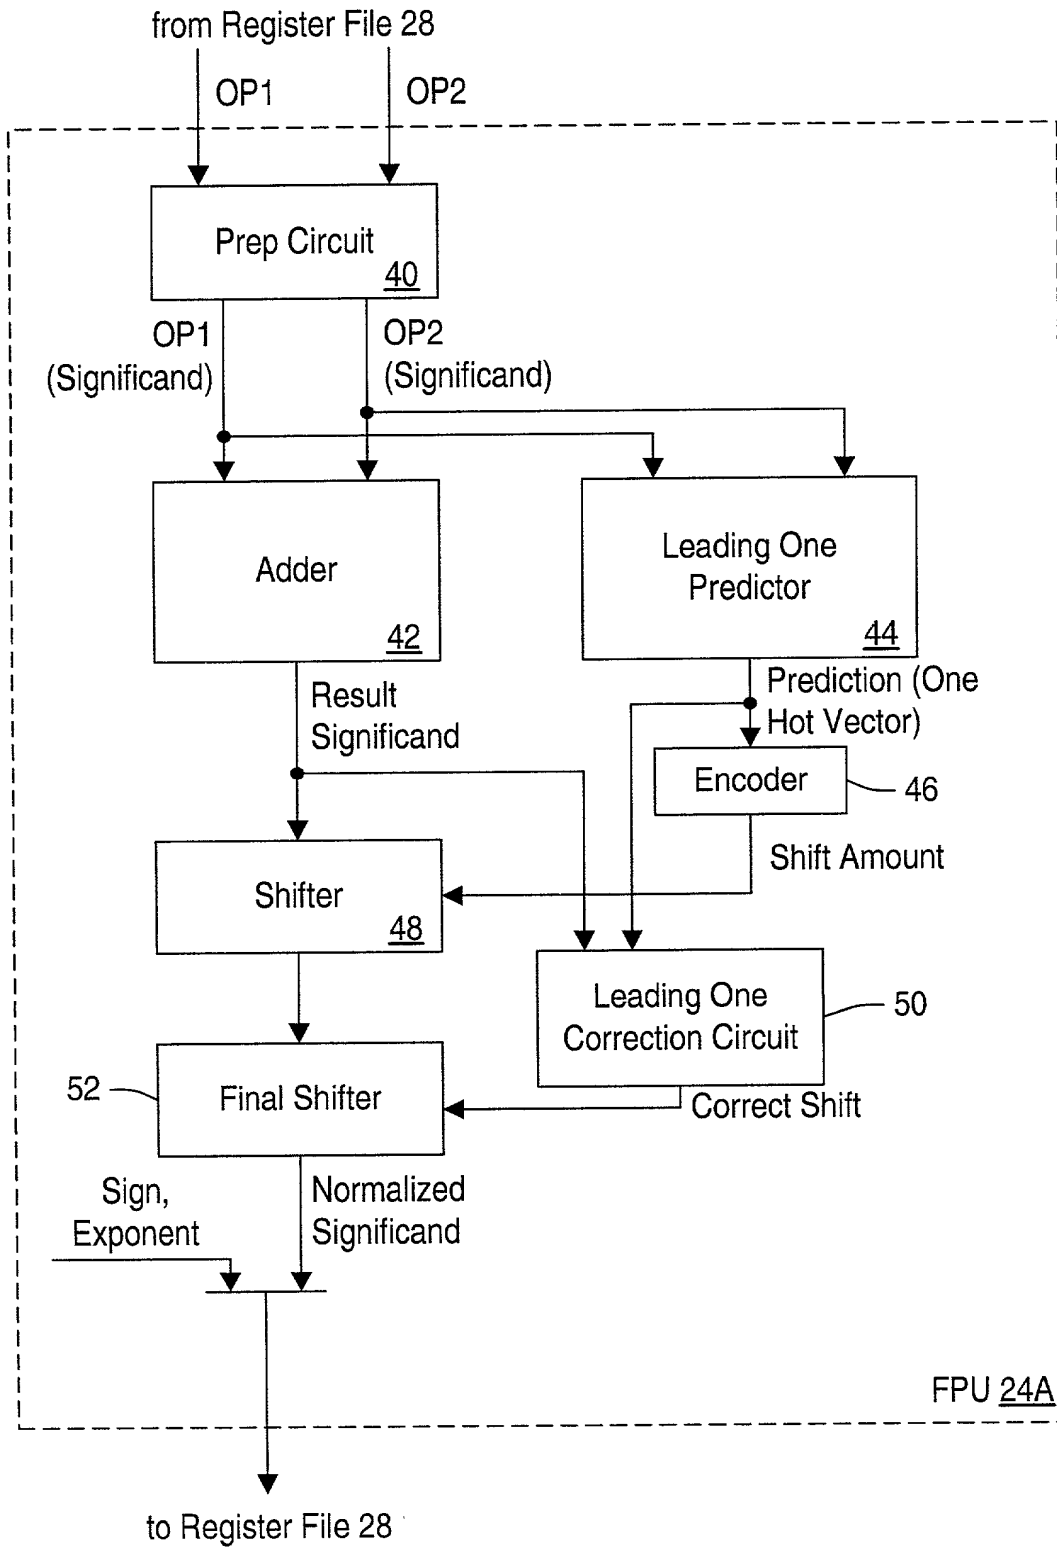 from Register File 28
OP1
OP2
Prep Circuit
40
OP1
(Significand)
OP2
(Significand)
Adder
42
Leading One
Predictor
44
Result
Significand
Prediction (One
Hot Vector)
Encoder
46
Shift Amount
Shifter
48
Leading One
Correction Circuit
50
52
Final Shifter
Correct Shift
Sign,
Exponent
Normalized
Significand
FPU 24A
to Register File 28